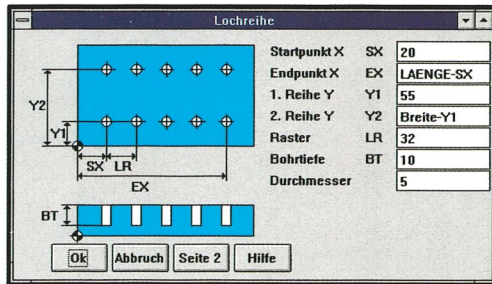 Lochreihe
Startpunkt X SX 20
Endpunkt X EX LAENGE-SX
1. Reihe Y Y1 55
2. Reihe Y Y2 Breite-Y1
Raster LR 32
Bohrtiefe BT 10
Durchmesser 5
Y2
Y1
SX LR
EX
BT
Ok Abbruch Seite 2 Hilfe